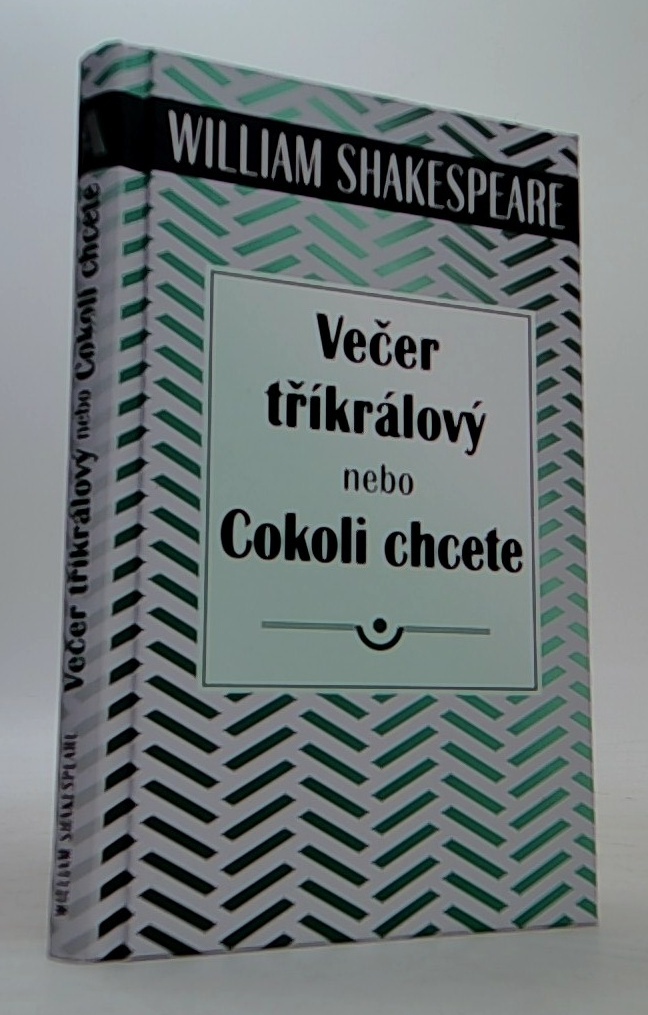 WILLIAM SHAKESPEARE
Večer
tříkrálový
nebo
Cokoli chcete
WILLIAM SHAKESPEARE Večer tříkrálový nebo Cokoli chcete